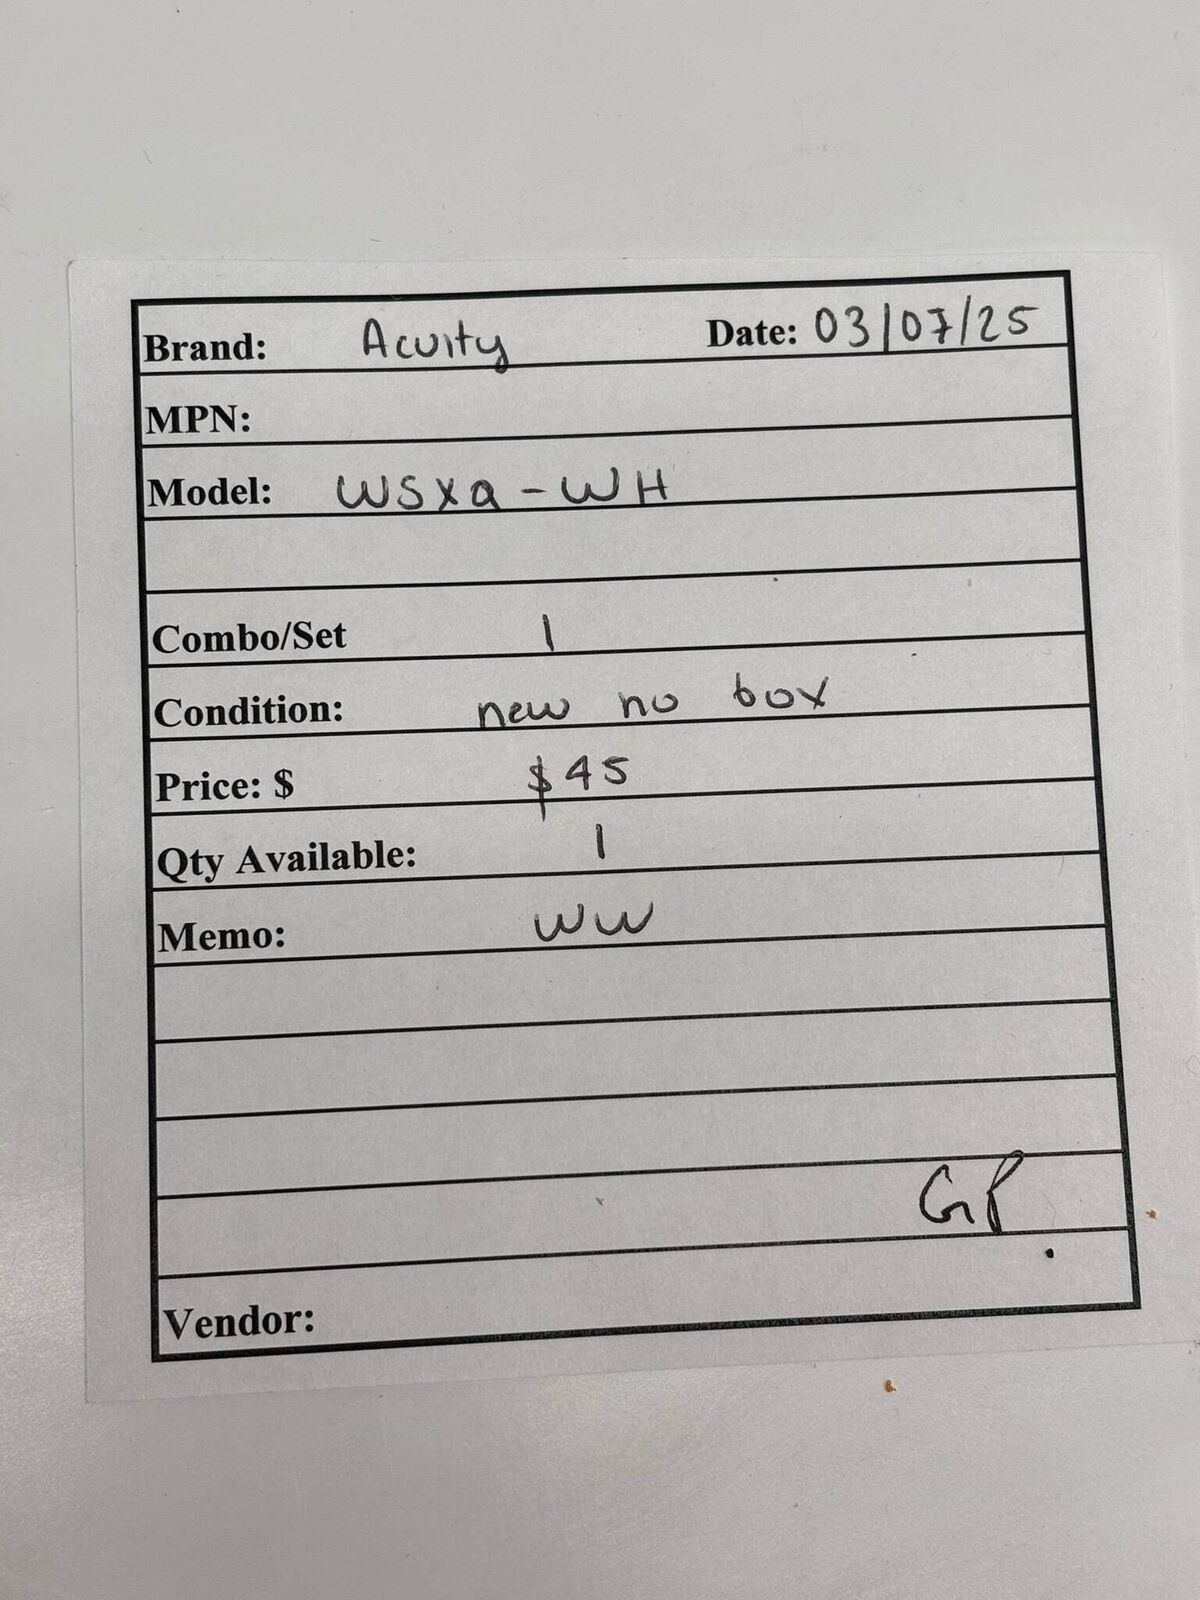 Brand: Acuity Date: 03/07/25
MPN:
Model: WSXa-WH
Combo/Set 1
Condition: new no box
Price: $ $45
Qty Available: 1
Memo: WW
GP
Vendor: